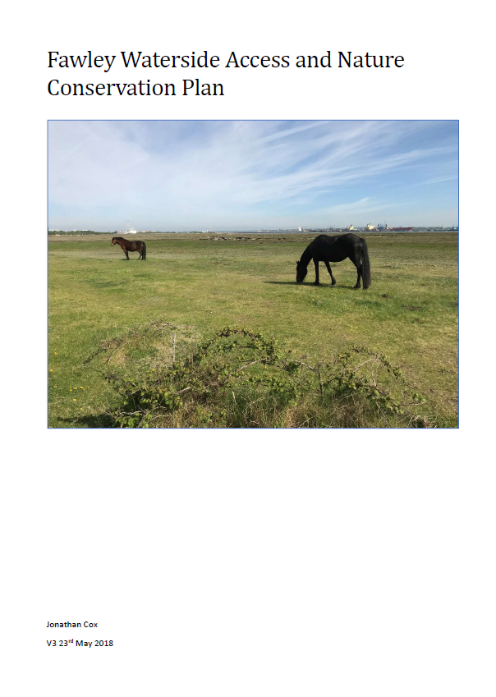 Fawley Waterside Access and Nature
Conservation Plan
Jonathan Cox
V3 23rd May 2018